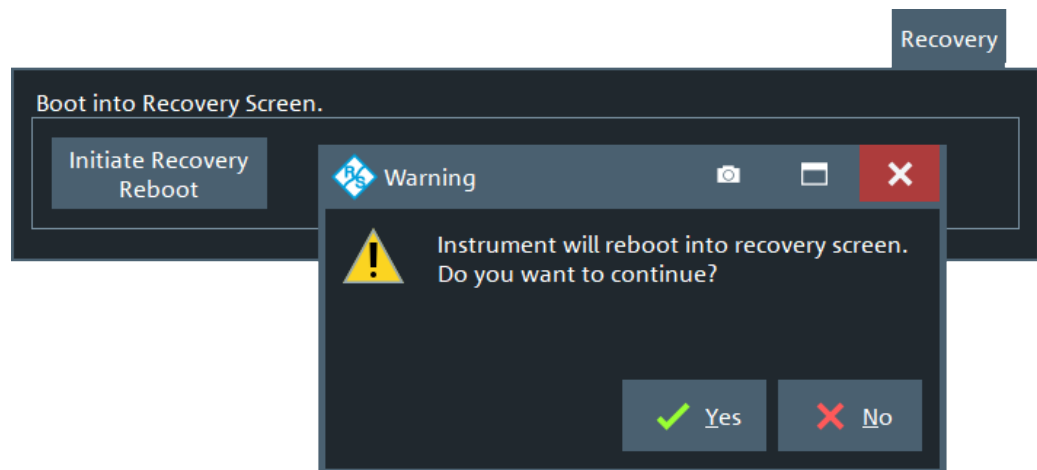 Recovery
Boot into Recovery Screen.
Initiate Recovery
Reboot
R/S
Warning
Instrument will reboot into recovery screen.
Do you want to continue?
Yes
No